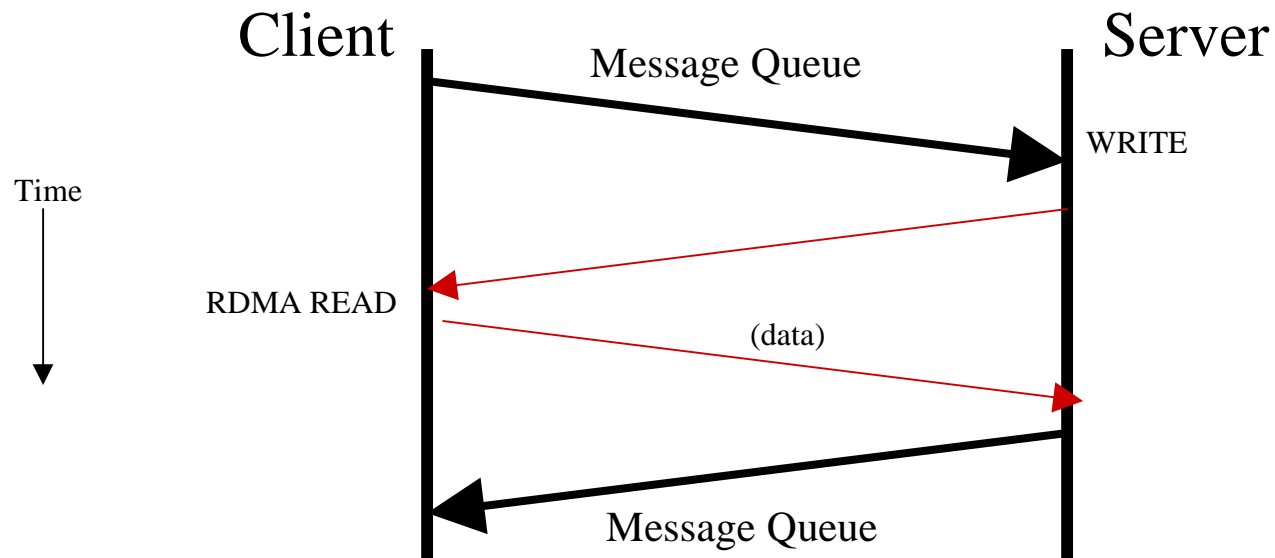 Client
Server
Message Queue
WRITE
Time
RDMA READ
(data)
Message Queue